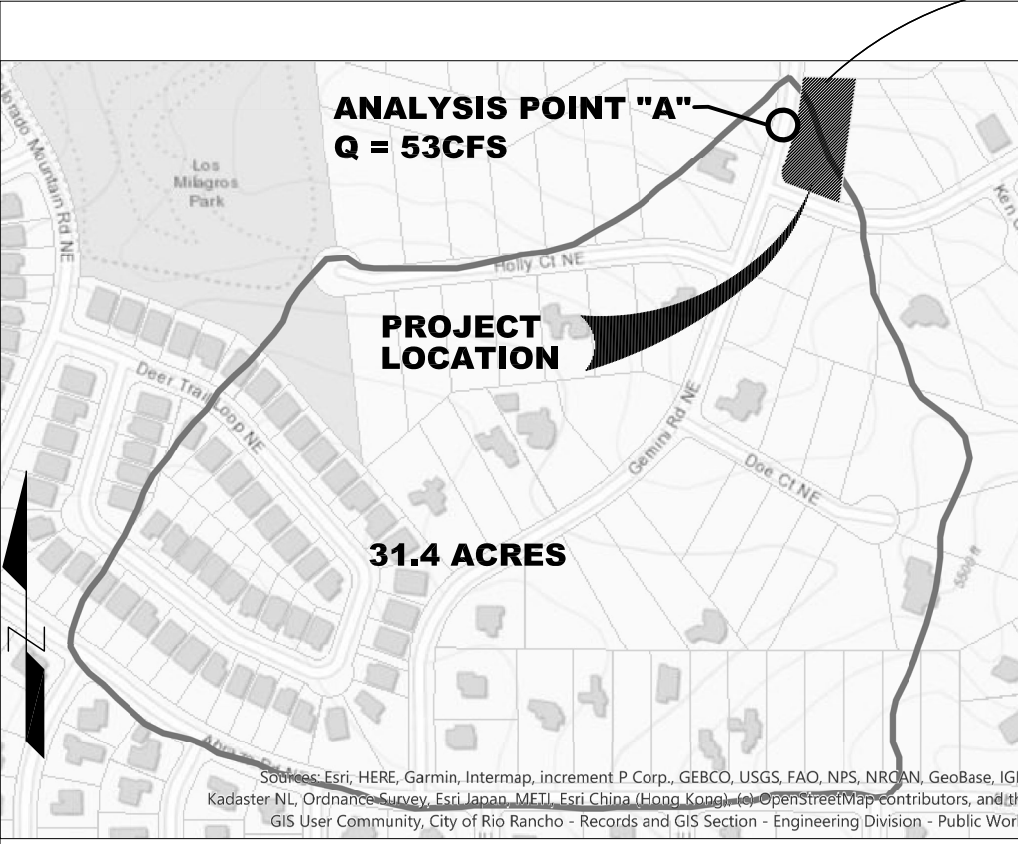 ANALYSIS POINT "A"
Q = 53CFS
Los
Milagros
Park
Mountain Rd NE
Holly Ct NE
PROJECT
LOCATION
Deer Trail Loop NE
Gemini Rd NE
Doe Ct NE
31.4 ACRES
5500 ft
N
Sources: Esri, HERE, Garmin, Intermap, increment P Corp., GEBCO, USGS, FAO, NPS, NRCAN, GeoBase,
Kadaster NL, Ordnance Survey, Esri Japan, METI, Esri China (Hong Kong), (c) OpenStreetMap contributors, and
GIS User Community, City of Rio Rancho - Records and GIS Section - Engineering Division - Public